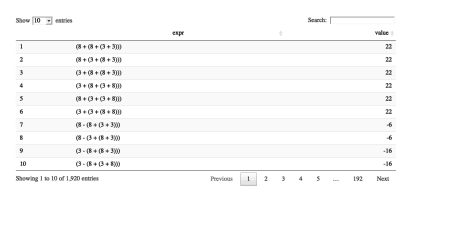 Show 10 entries Search:
expr value
1 (8 + (8 + (3 + 3))) 22
2 (8 + (3 + (8 + 3))) 22
3 (3 + (8 + (8 + 3))) 22
4 (3 + (3 + (8 + 8))) 22
5 (8 + (3 + (3 + 8))) 22
6 (3 + (8 + (3 + 8))) 22
7 (8 - (8 + (3 + 3))) -6
8 (8 - (3 + (8 + 3))) -6
9 (3 - (8 + (8 + 3))) -16
10 (3 - (8 + (3 + 8))) -16
Showing 1 to 10 of 1,920 entries Previous 1 2 3 4 5 … 192 Next